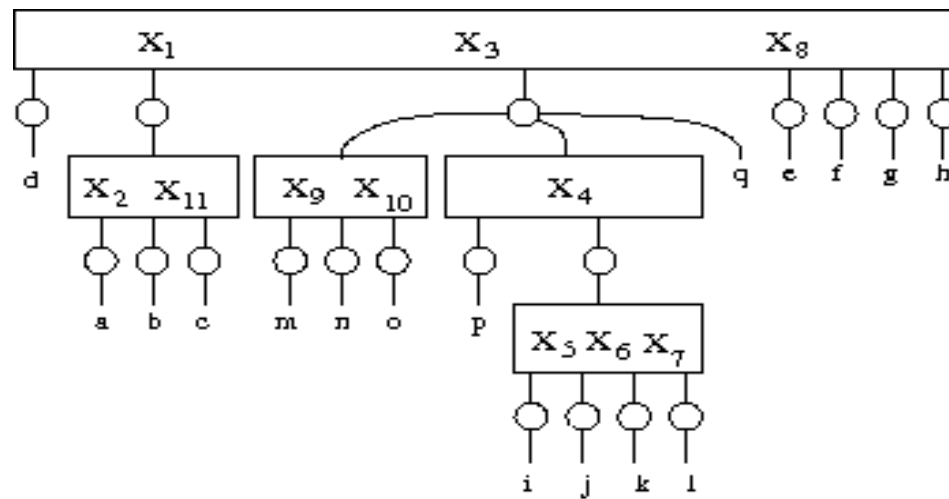 X₁ X₃ X₈
d q e f g h
X₂ X₁₁ X₉ X₁₀ X₄
a b c m n o p
X₅ X₆ X₇
i j k l